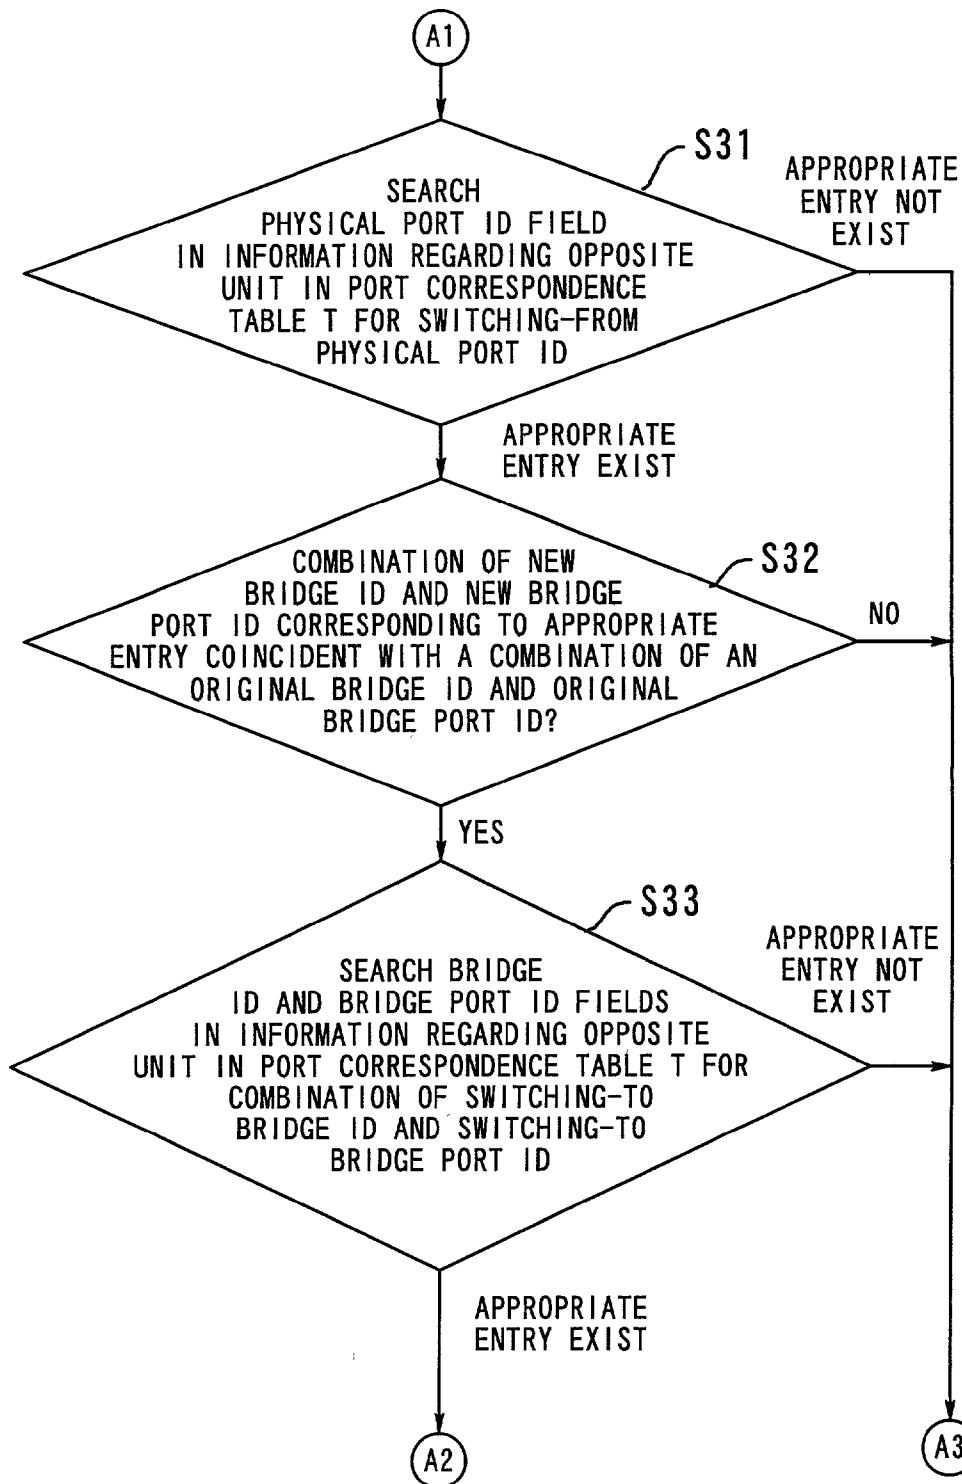 A1
S31
SEARCH
PHYSICAL PORT ID FIELD
IN INFORMATION REGARDING OPPOSITE
UNIT IN PORT CORRESPONDENCE
TABLE T FOR SWITCHING-FROM
PHYSICAL PORT ID
APPROPRIATE
ENTRY NOT
EXIST
APPROPRIATE
ENTRY EXIST
S32
COMBINATION OF NEW
BRIDGE ID AND NEW BRIDGE
PORT ID CORRESPONDING TO APPROPRIATE
ENTRY COINCIDENT WITH A COMBINATION OF AN
ORIGINAL BRIDGE ID AND ORIGINAL
BRIDGE PORT ID?
NO
YES
S33
SEARCH BRIDGE
ID AND BRIDGE PORT ID FIELDS
IN INFORMATION REGARDING OPPOSITE
UNIT IN PORT CORRESPONDENCE TABLE T FOR
COMBINATION OF SWITCHING-TO
BRIDGE ID AND SWITCHING-TO
BRIDGE PORT ID
APPROPRIATE
ENTRY NOT
EXIST
APPROPRIATE
ENTRY EXIST
A2
A3